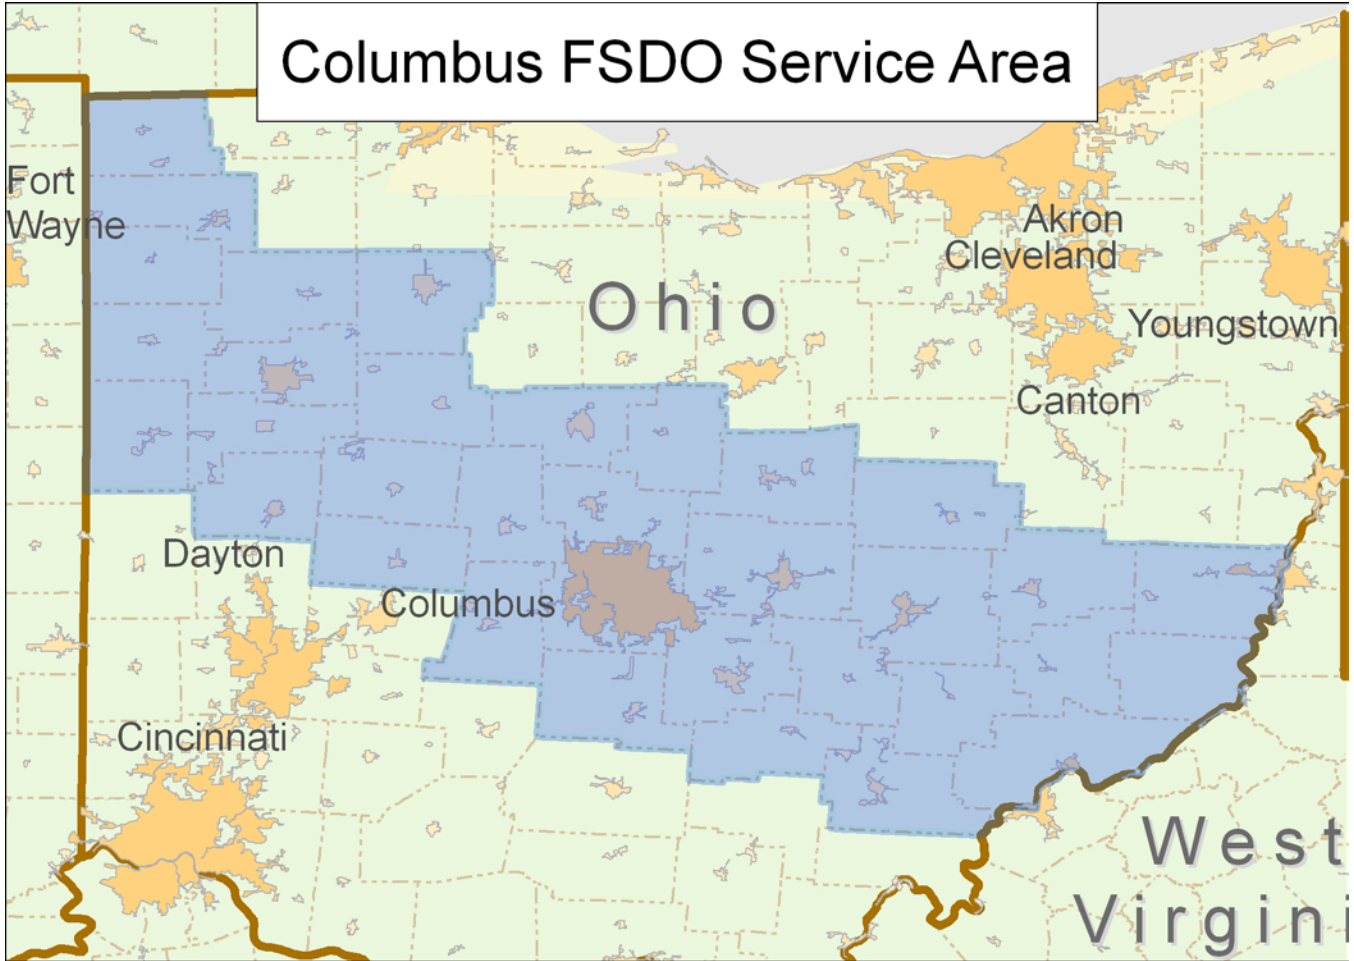 Columbus FSDO Service Area
Fort
Wayne
Akron
Cleveland
Ohio
Youngstown
Canton
Dayton
Columbus
Cincinnati
West
Virgini